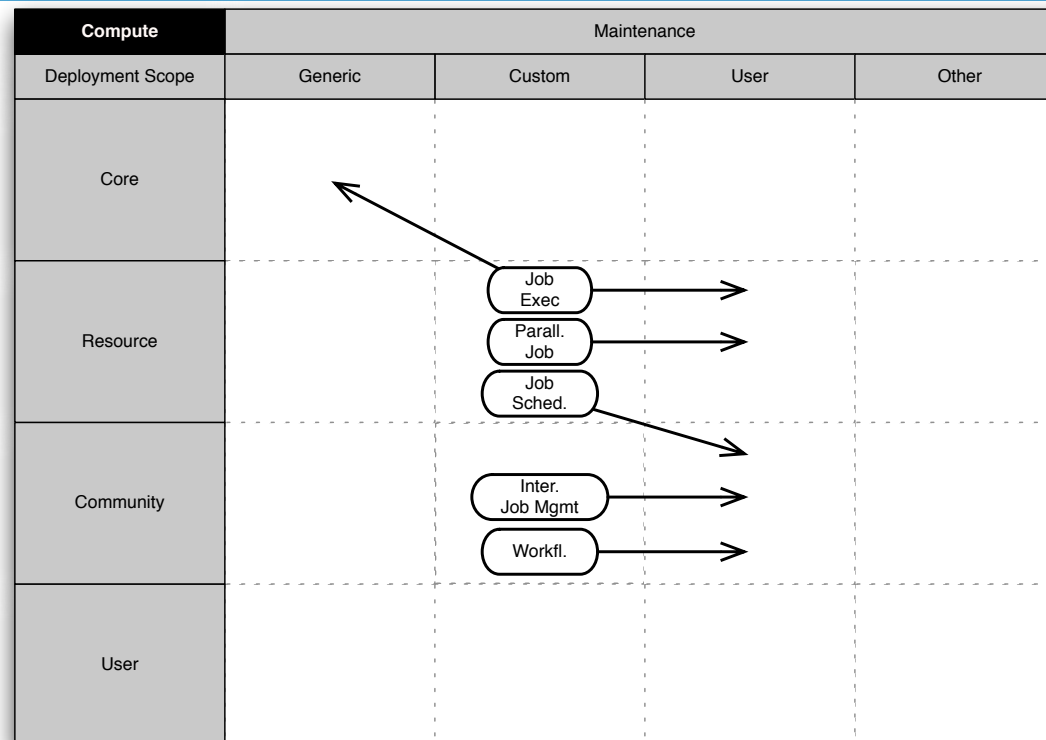 Compute
Maintenance
Deployment Scope
Generic
Custom
User
Other
Core
Resource
Job
Exec
Parall.
Job
Job
Sched.
Community
Inter.
Job Mgmt
Workfl.
User